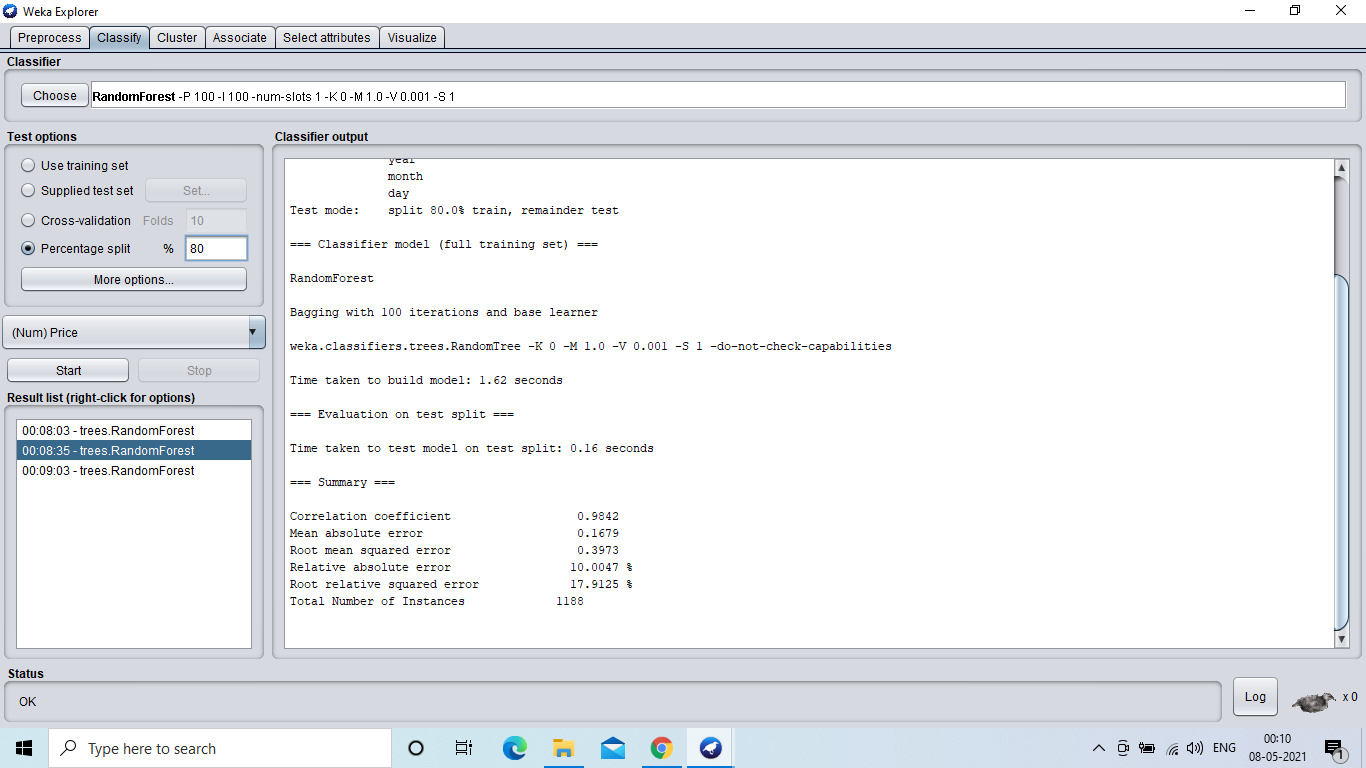 Weka Explorer
Preprocess Classify Cluster Associate Select attributes Visualize
Classifier
Choose RandomForest -P 100 -I 100 -num-slots 1 -K 0 -M 1.0 -V 0.001 -S 1
Test options
Use training set
Supplied test set Set...
Cross-validation Folds 10
Percentage split % 80
More options...
(Num) Price
Start Stop
Result list (right-click for options)
00:08:03 - trees.RandomForest
00:08:35 - trees.RandomForest
00:09:03 - trees.RandomForest
Classifier output
year
month
day
Test mode: split 80.0% train, remainder test
=== Classifier model (full training set) ===
RandomForest
Bagging with 100 iterations and base learner
weka.classifiers.trees.RandomTree -K 0 -M 1.0 -V 0.001 -S 1 -do-not-check-capabilities
Time taken to build model: 1.62 seconds
=== Evaluation on test split ===
Time taken to test model on test split: 0.16 seconds
=== Summary ===
Correlation coefficient 0.9842
Mean absolute error 0.1679
Root mean squared error 0.3973
Relative absolute error 10.0047 %
Root relative squared error 17.9125 %
Total Number of Instances 1188
Status
OK
Log x 0
Type here to search
ENG
00:10
08-05-2021
1